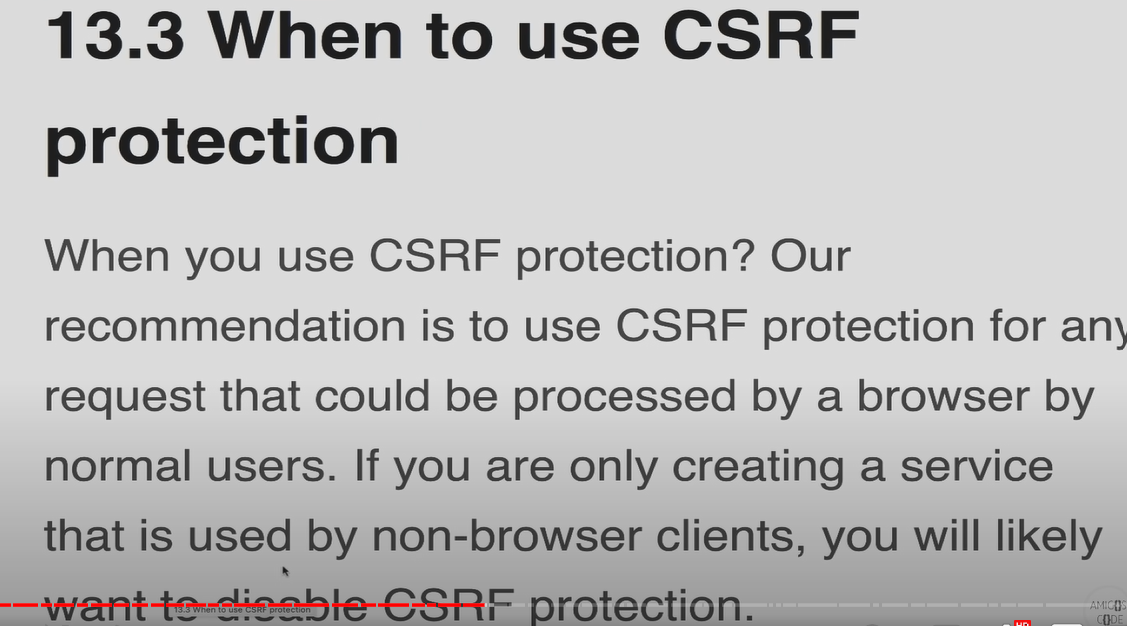 13.3 When to use CSRF
protection
When you use CSRF protection? Our
recommendation is to use CSRF protection for any
request that could be processed by a browser by
normal users. If you are only creating a service
that is used by non-browser clients, you will likely
want to disable CSRF protection.
13.3 When to use CSRF protection
HD
AMIGOS
CODE